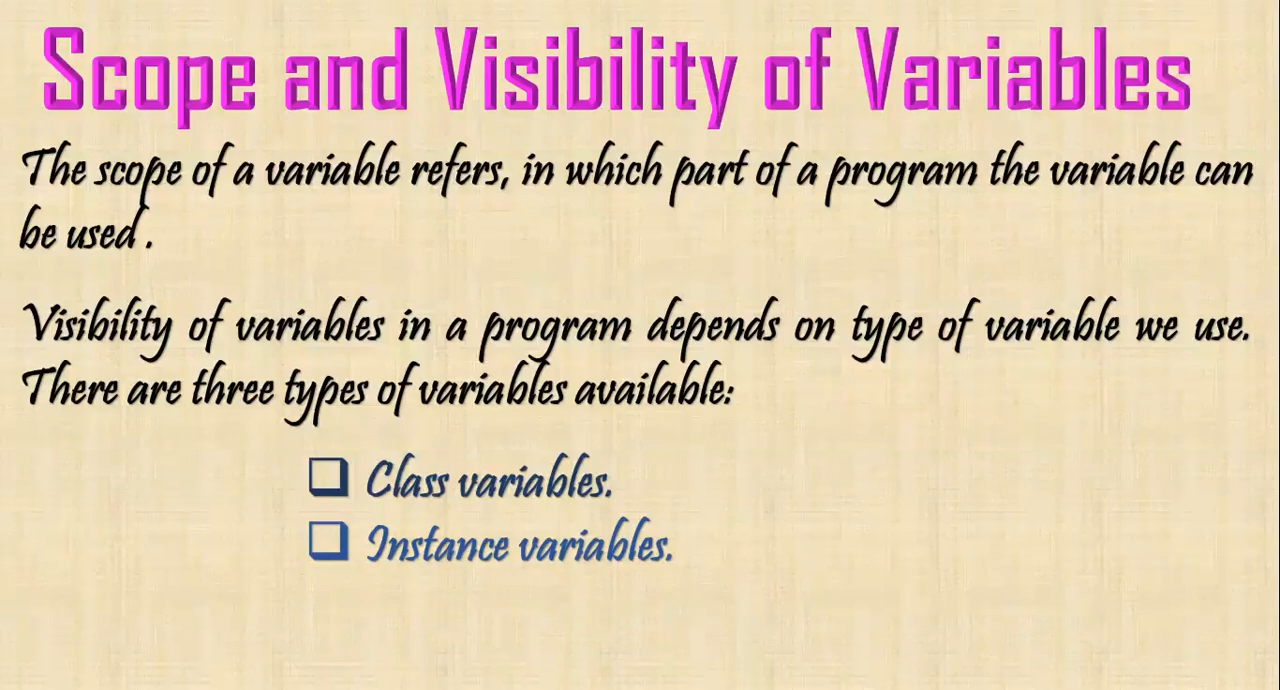 Scope and Visibility of Variables
The scope of a variable refers, in which part of a program the variable can
be used .
Visibility of variables in a program depends on type of variable we use.
There are three types of variables available:
❑ Class variables.
❑ Instance variables.